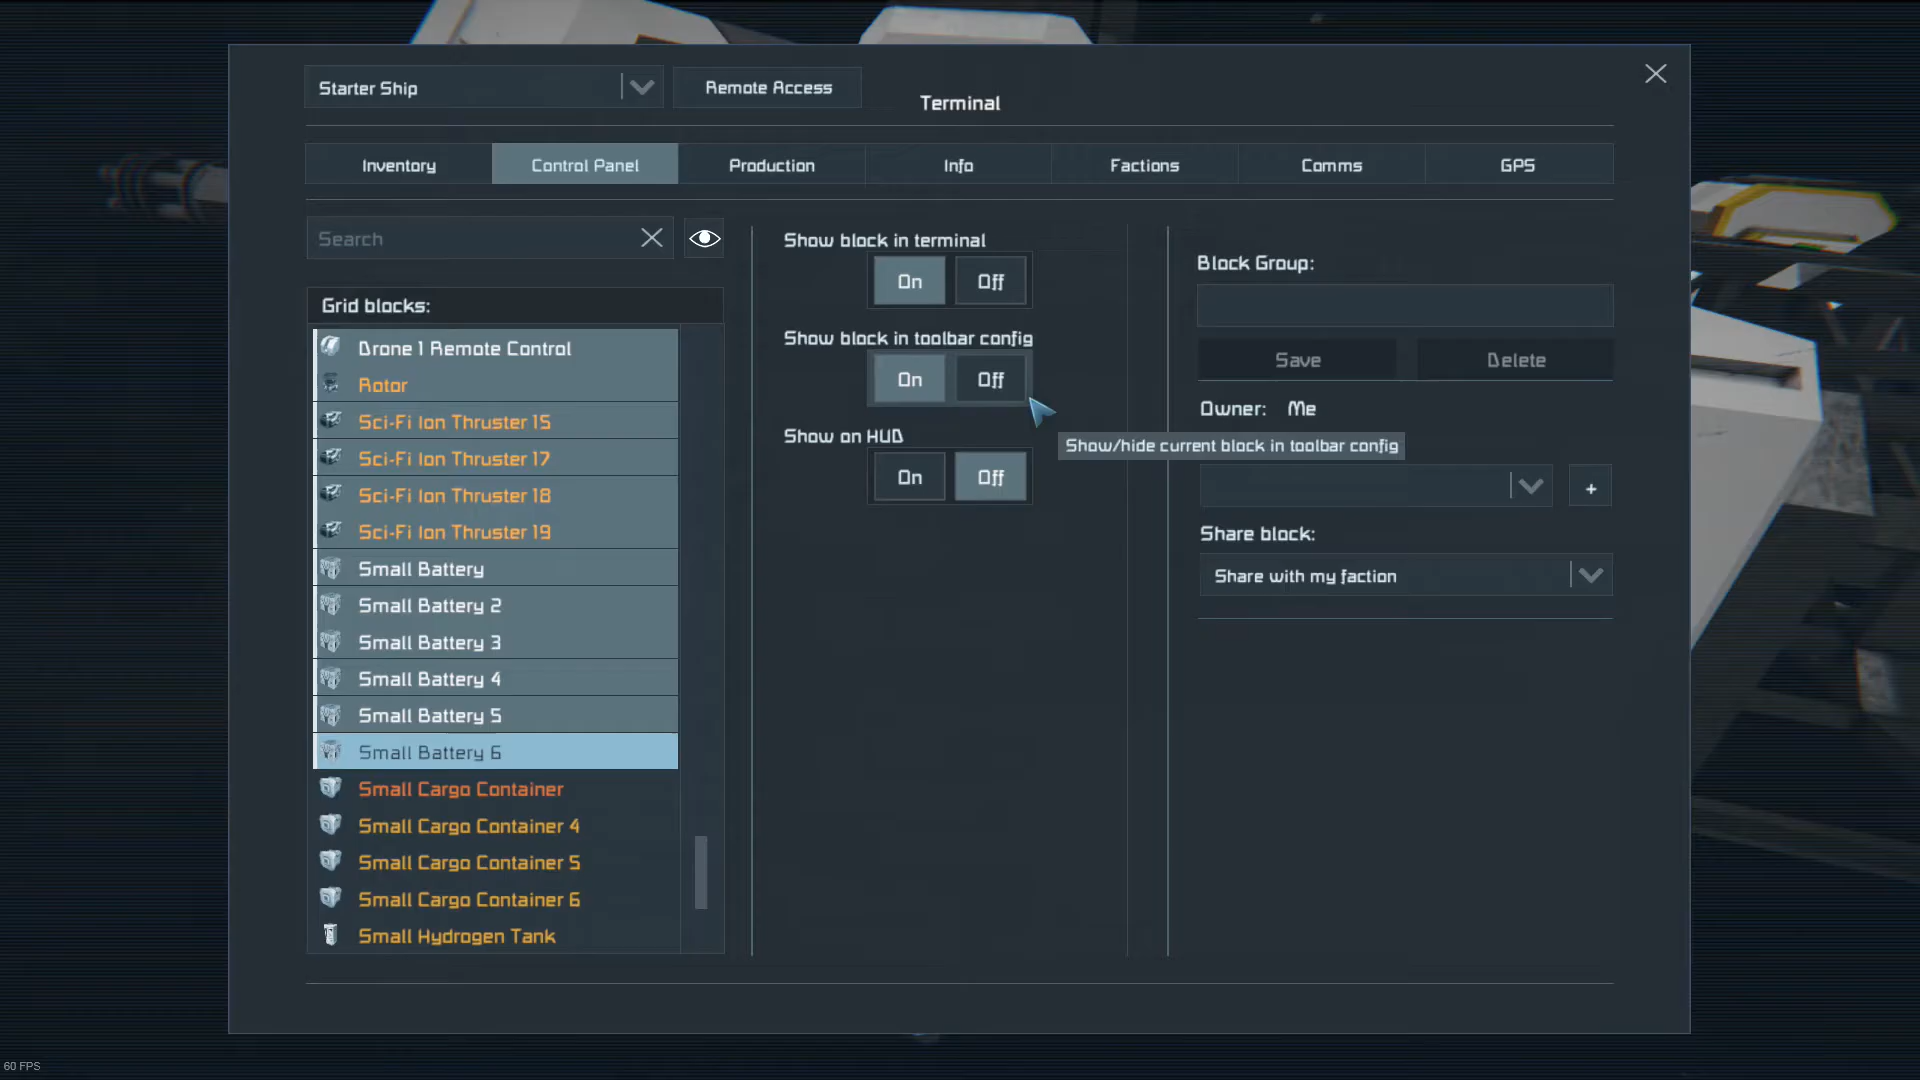 Starter Ship
Remote Access
Terminal
Inventory
Control Panel
Production
Info
Factions
Comms
GPS
Search
Grid blocks:
Drone 1 Remote Control
Rotor
Sci-Fi Ion Thruster 15
Sci-Fi Ion Thruster 17
Sci-Fi Ion Thruster 18
Sci-Fi Ion Thruster 19
Small Battery
Small Battery 2
Small Battery 3
Small Battery 4
Small Battery 5
Small Battery 6
Small Cargo Container
Small Cargo Container 4
Small Cargo Container 5
Small Cargo Container 6
Small Hydrogen Tank
Show block in terminal
On Off
Show block in toolbar config
On Off
Show on HUD
On Off
Block Group:
Save Delete
Owner: Me
Show/hide current block in toolbar config
+
Share block:
Share with my faction
60 FPS